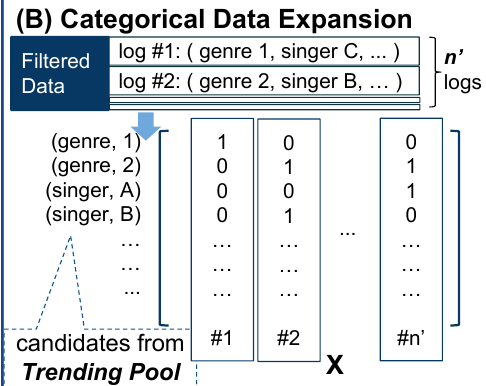 (B) Categorical Data Expansion
Filtered Data
log #1: ( genre 1, singer C, ... )
log #2: ( genre 2, singer B, ... )
n' logs
(genre, 1) 1 0 0
(genre, 2) 0 1 1
(singer, A) 0 0 1
(singer, B) 0 1 0
... ... ... ... ...
... ... ... ...
... ... ... ...
#1 #2 #n'
candidates from
Trending Pool
X